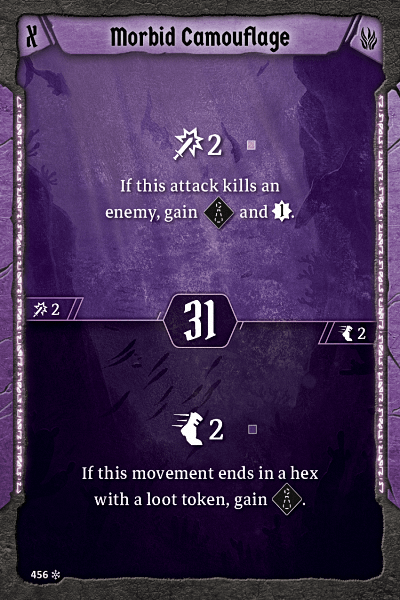 X
Morbid Camouflage
2
If this attack kills an
enemy, gain and 1.
2
31
2
2
If this movement ends in a hex
with a loot token, gain .
456